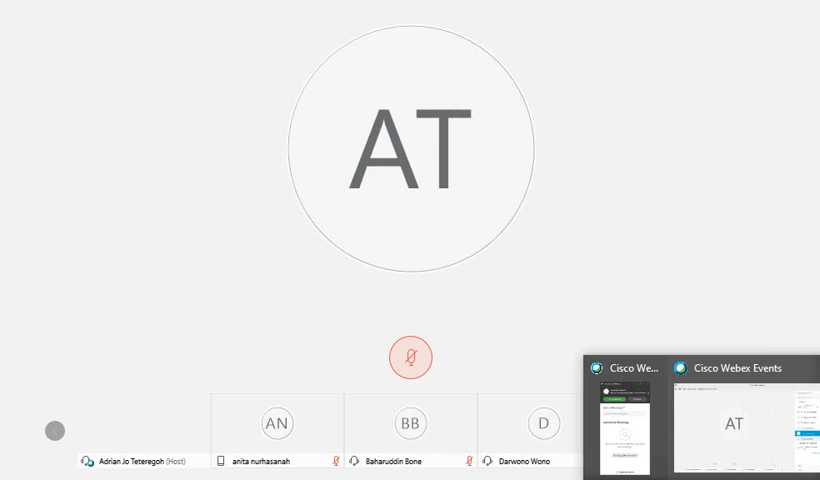 AT
AN
BB
D
Adrian Jo Teteregoh (Host)
anita nurhasanah
Baharuddin Bone
Darwono Wono
Cisco We...
Cisco Webex Events
AT